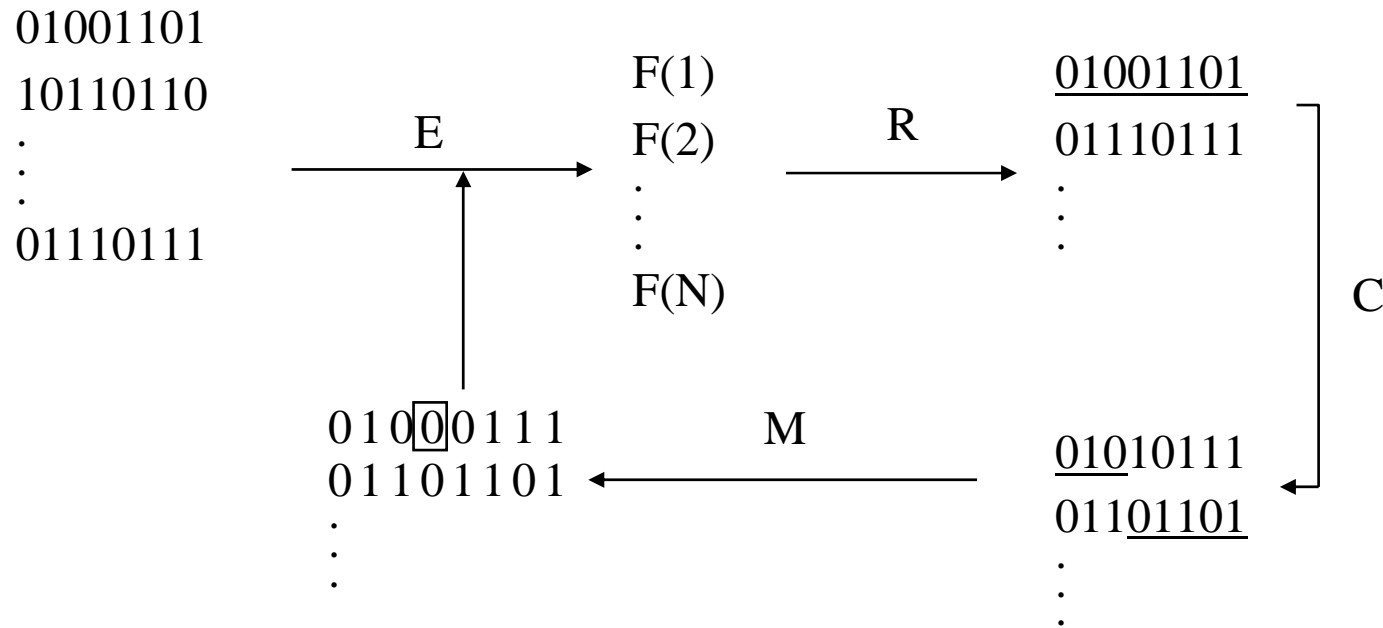 01001101
10110110
.
.
.
01110111
E
F(1)
F(2)
.
.
.
F(N)
R
01001101
01110111
.
.
.
C
01010111
01101101
.
.
.
M
0 1 0 0 0 1 1 1
0 1 1 0 1 1 0 1
.
.
.